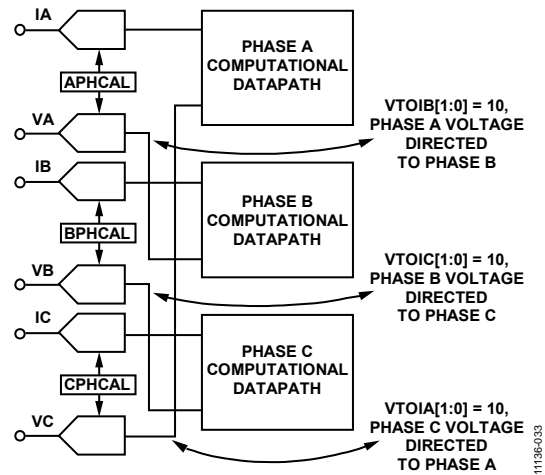 IA
PHASE A
COMPUTATIONAL
DATAPATH
APHCAL
VTOIB[1:0] = 10,
PHASE A VOLTAGE
DIRECTED
TO PHASE B
VA
IB
PHASE B
COMPUTATIONAL
DATAPATH
BPHCAL
VTOIC[1:0] = 10,
PHASE B VOLTAGE
DIRECTED
TO PHASE C
VB
IC
PHASE C
COMPUTATIONAL
DATAPATH
CPHCAL
VTOIA[1:0] = 10,
PHASE C VOLTAGE
DIRECTED
TO PHASE A
VC
11136-033